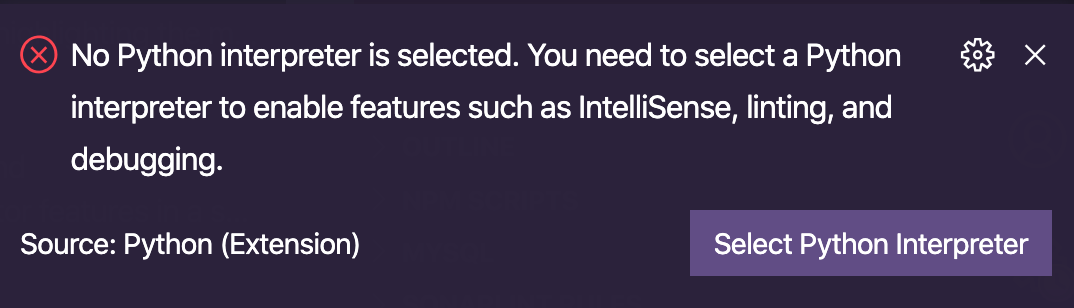 No Python interpreter is selected. You need to select a Python
interpreter to enable features such as IntelliSense, linting, and
debugging.
Source: Python (Extension)
Select Python Interpreter